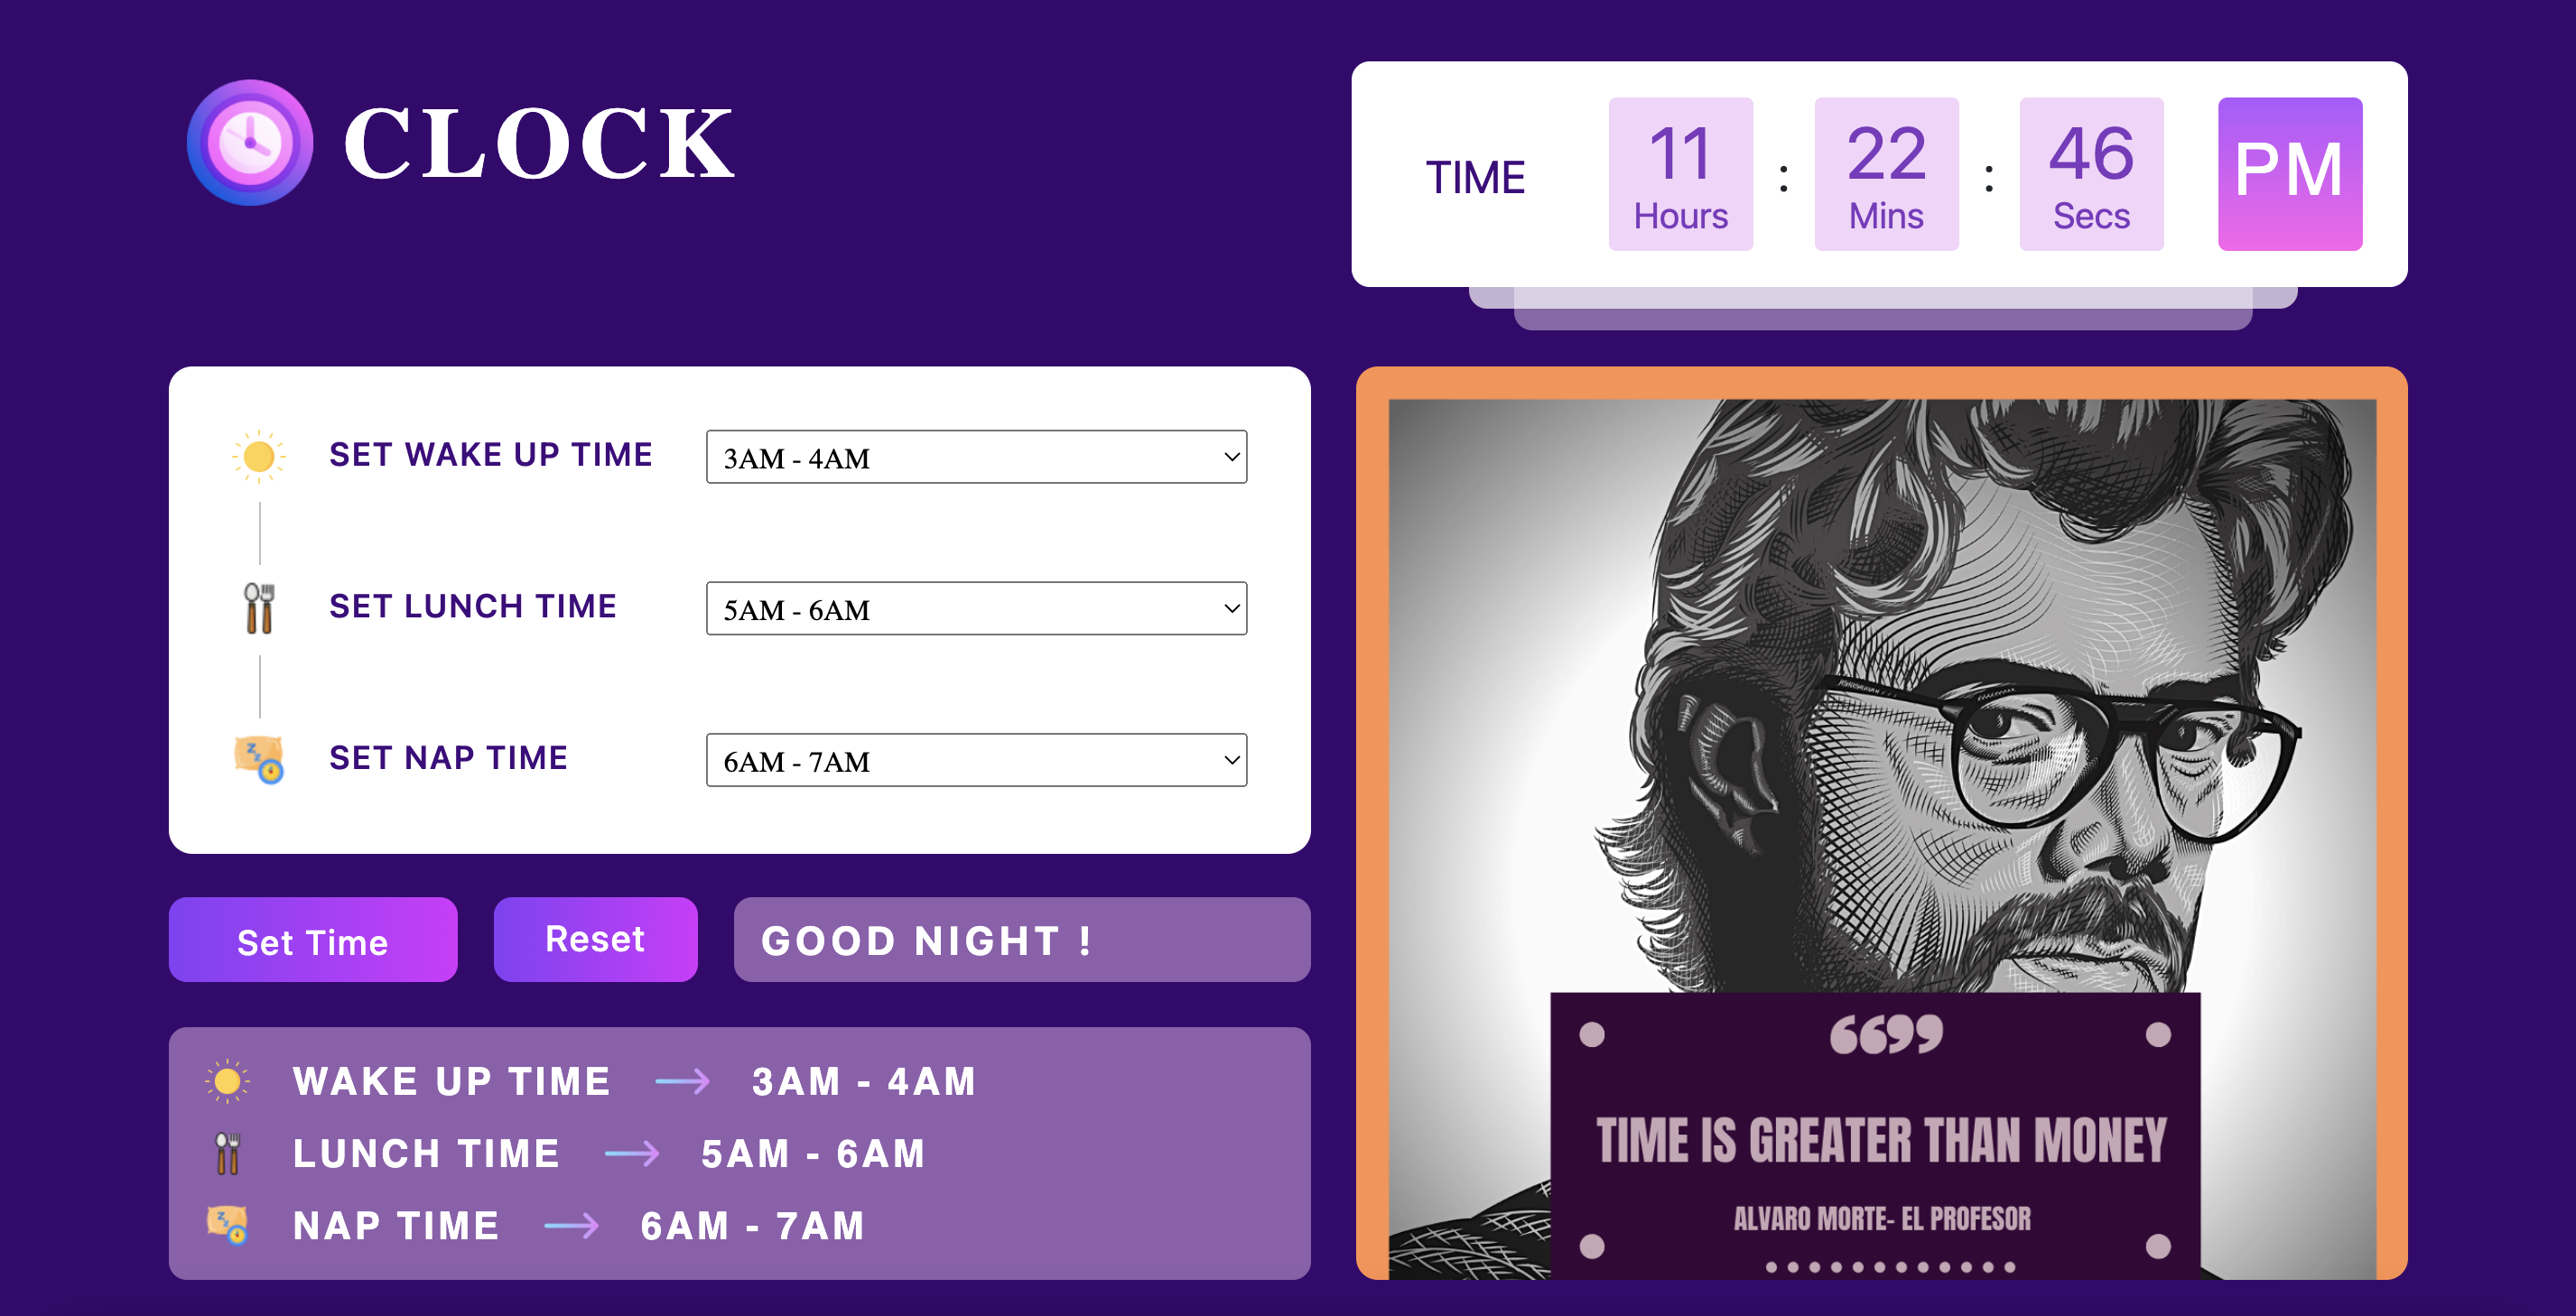 CLOCK
TIME
11 : 22 : 46 PM
Hours Mins Secs
SET WAKE UP TIME 3AM - 4AM
SET LUNCH TIME 5AM - 6AM
SET NAP TIME 6AM - 7AM
Set Time Reset GOOD NIGHT !
WAKE UP TIME → 3AM - 4AM
LUNCH TIME → 5AM - 6AM
NAP TIME → 6AM - 7AM
“”
TIME IS GREATER THAN MONEY
ALVARO MORTE- EL PROFESOR